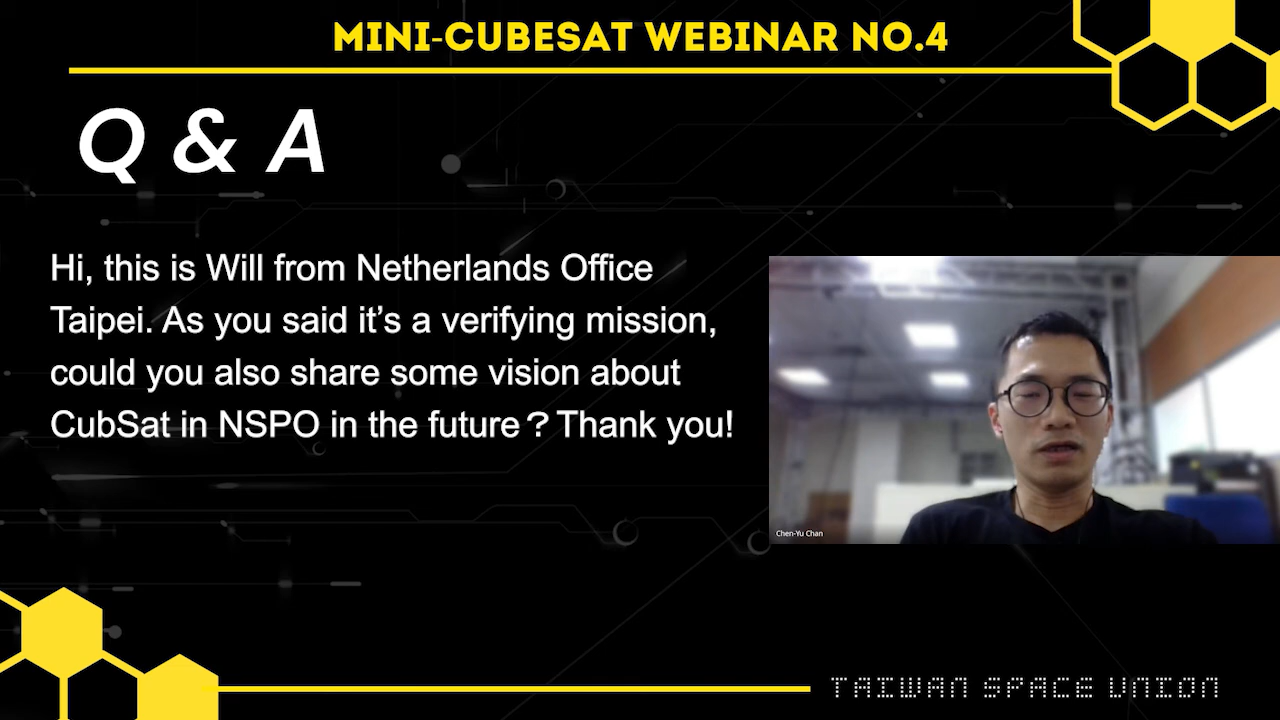 MINI-CUBESAT WEBINAR NO.4
Q & A
Hi, this is Will from Netherlands Office
Taipei. As you said it’s a verifying mission,
could you also share some vision about
CubSat in NSPO in the future？Thank you!
Chen-Yu Chan
TAIWAN SPACE UNION